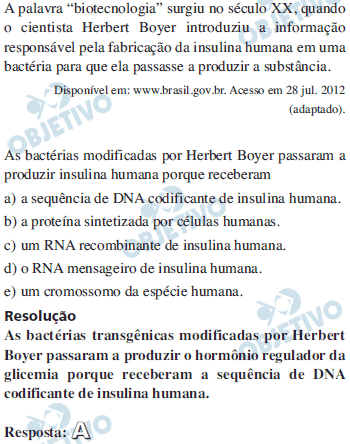 A palavra “biotecnologia” surgiu no século XX, quando
o cientista Herbert Boyer introduziu a informação
responsável pela fabricação da insulina humana em uma
bactéria para que ela passasse a produzir a substância.
Disponível em: www.brasil.gov.br. Acesso em 28 jul. 2012
(adaptado).
OBJETIVO
As bactérias modificadas por Herbert Boyer passaram a
produzir insulina humana porque receberam
a) a sequência de DNA codificante de insulina humana.
b) a proteína sintetizada por células humanas.
c) um RNA recombinante de insulina humana.
d) o RNA mensageiro de insulina humana.
e) um cromossomo da espécie humana.
OBJETIVO
OBJETIVO
Resolução
As bactérias transgênicas modificadas por Herbert
Boyer passaram a produzir o hormônio regulador da
glicemia porque receberam a sequência de DNA
codificante de insulina humana.
Resposta: A